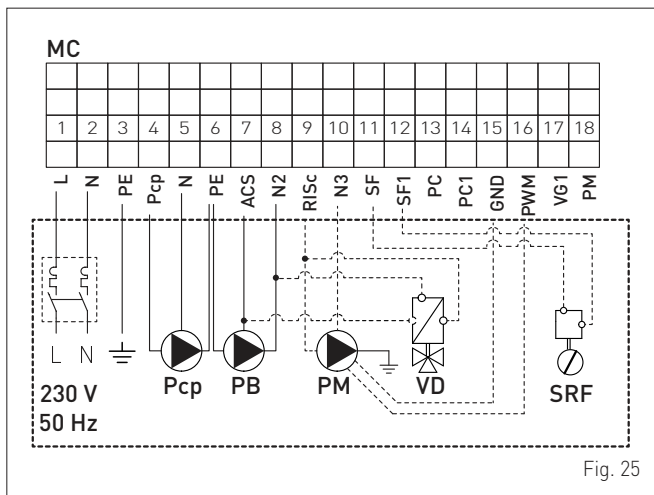 MC
1 2 3 4 5 6 7 8 9 10 11 12 13 14 15 16 17 18
L N PE Pcp N PE ACS N2 RISc N3 SF SF1 PC PC1 GND PWM VG1 PM
L N
Pcp PB PM VD SRF
230 V
50 Hz
Fig. 25